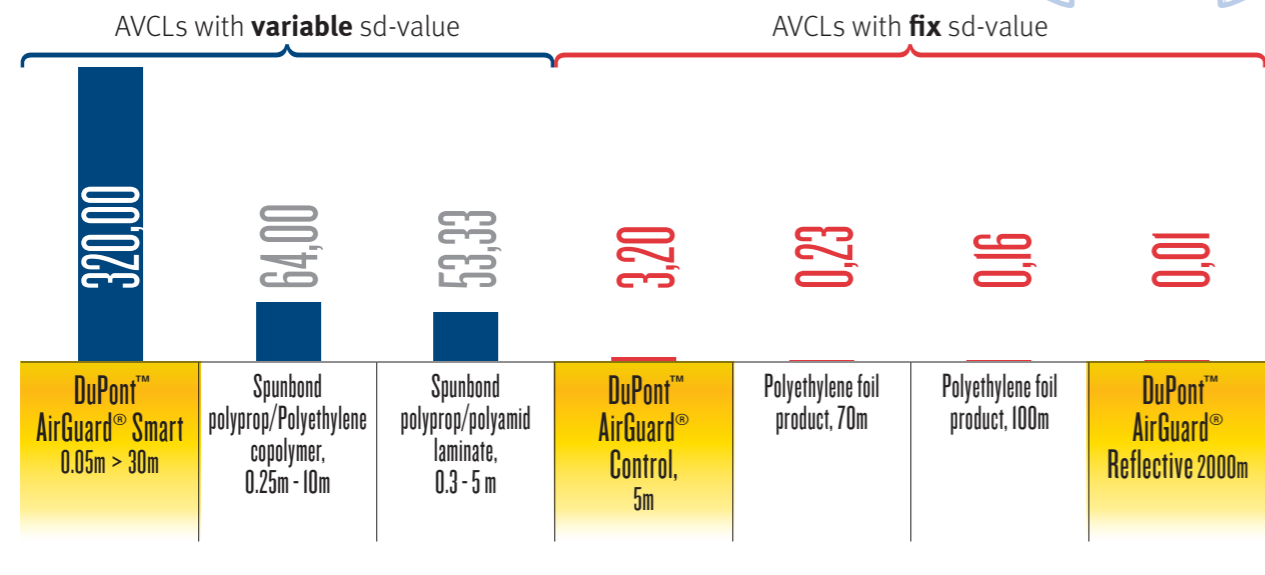 AVCLs with variable sd-value
AVCLs with fix sd-value
320,00
64,00
53,33
3,20
0,23
0,16
0,01
DuPont™
AirGuard® Smart
0.05m > 30m
Spunbond
polyprop/Polyethylene
copolymer,
0.25m - 10m
Spunbond
polyprop/polyamid
laminate,
0.3 - 5 m
DuPont™
AirGuard®
Control,
5m
Polyethylene foil
product, 70m
Polyethylene foil
product, 100m
DuPont™
AirGuard®
Reflective 2000m